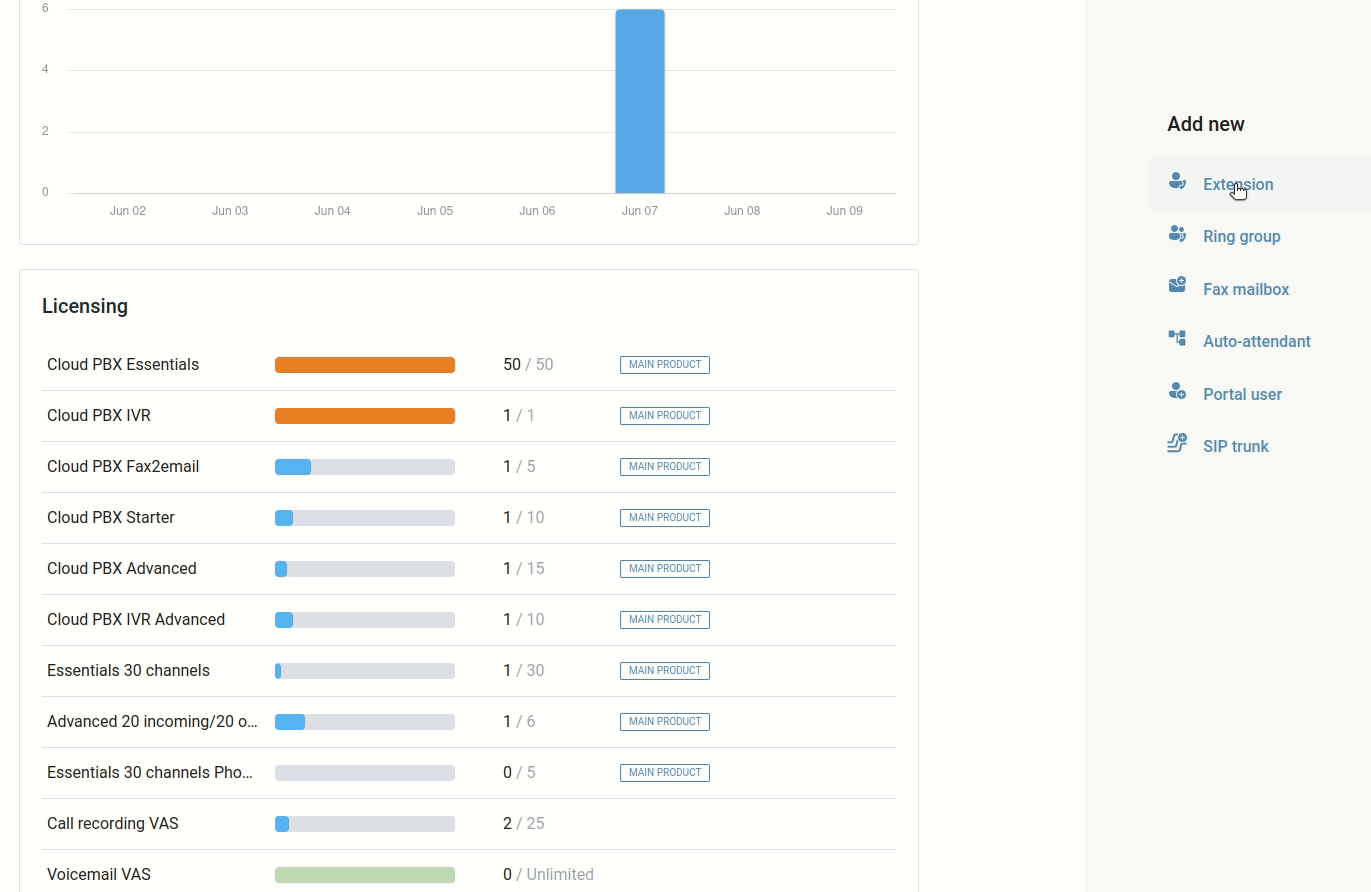 6
4
2
0
Jun 02 Jun 03 Jun 04 Jun 05 Jun 06 Jun 07 Jun 08 Jun 09
Licensing
Cloud PBX Essentials 50 / 50 MAIN PRODUCT
Cloud PBX IVR 1 / 1 MAIN PRODUCT
Cloud PBX Fax2email 1 / 5 MAIN PRODUCT
Cloud PBX Starter 1 / 10 MAIN PRODUCT
Cloud PBX Advanced 1 / 15 MAIN PRODUCT
Cloud PBX IVR Advanced 1 / 10 MAIN PRODUCT
Essentials 30 channels 1 / 30 MAIN PRODUCT
Advanced 20 incoming/20 o... 1 / 6 MAIN PRODUCT
Essentials 30 channels Pho... 0 / 5 MAIN PRODUCT
Call recording VAS 2 / 25
Voicemail VAS 0 / Unlimited
Add new
Extension
Ring group
Fax mailbox
Auto-attendant
Portal user
SIP trunk